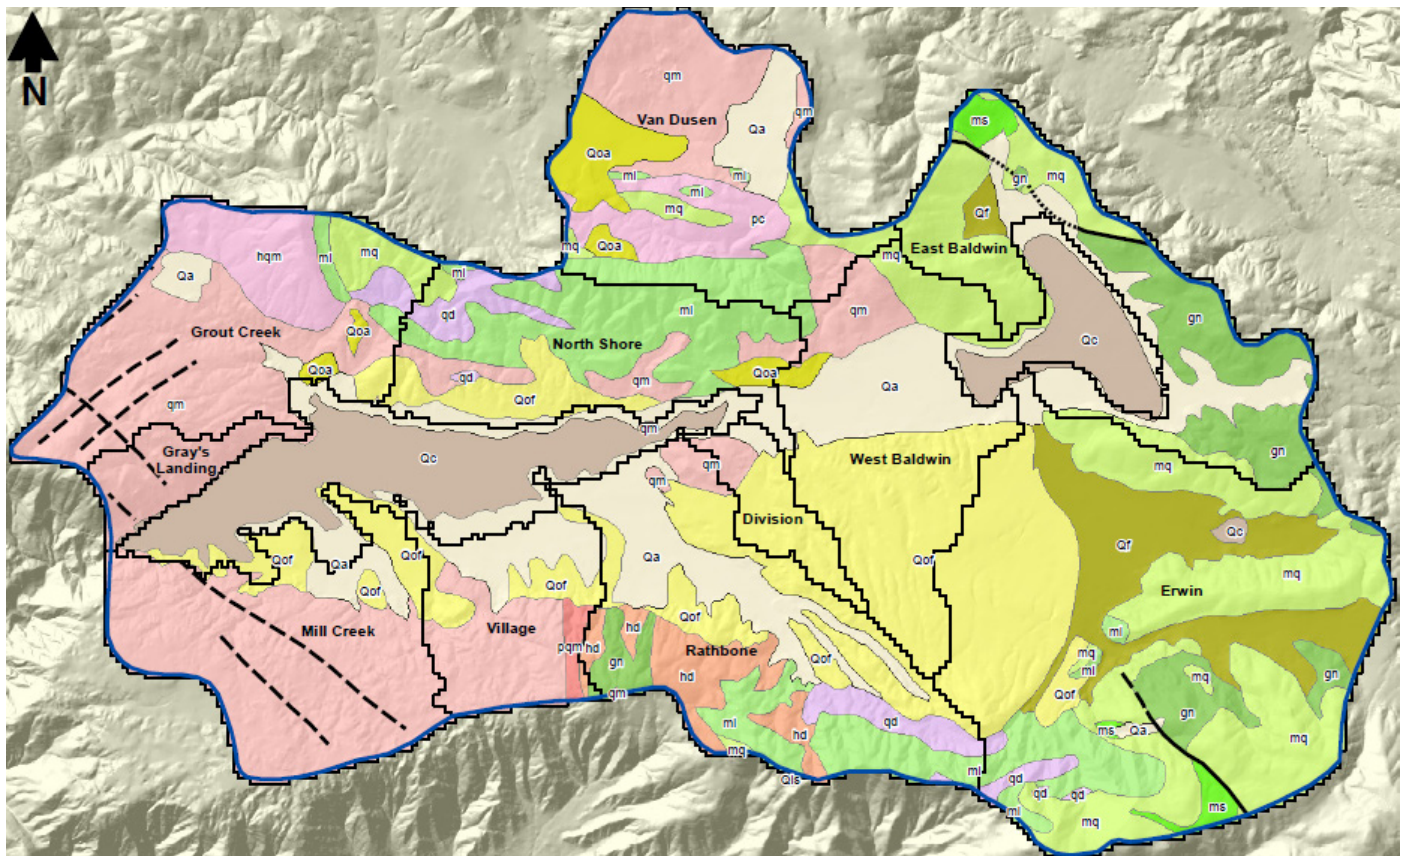 N
qm
Van Dusen
Qa
qm
ms
Qoa
ml
ml
gn
mq
ml
mq
pc
Qf
mq
Qoa
East Baldwin
hqm
ml
mq
mq
Qa
ml
qd
ml
qm
gn
Grout Creek
Qoa
North Shore
Qc
Qoa
qd
qm
Qoa
Qa
qm
Qof
qm
Gray's
Landing
Qc
qm
West Baldwin
gn
qm
mq
Division
Qc
Qof
Qa
Qof
Qa
Qof
Qf
mq
Qof
Qof
Erwin
Mill Creek
Village
hd
Qof
ml
pqm
hd
gn
Rathbone
Qof
mq
ml
hd
qm
Qof
mq
gn
ml
qd
gn
hd
ms
Qa
mq
mq
Qls
ml
qd
qd
qd
ml
mq
ms